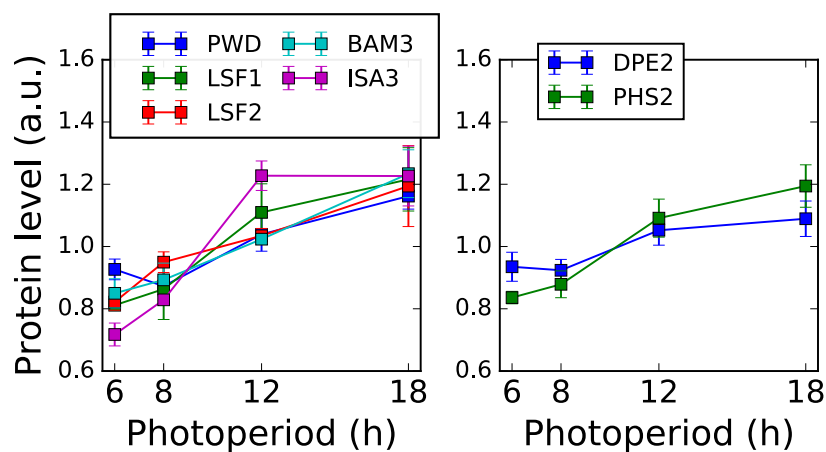 PWD
LSF1
LSF2
BAM3
ISA3
Protein level (a.u.)
1.6
1.4
1.2
1.0
0.8
0.6
6
8
12
18
Photoperiod (h)
DPE2
PHS2
1.6
1.4
1.2
1.0
0.8
0.6
6
8
12
18
Photoperiod (h)